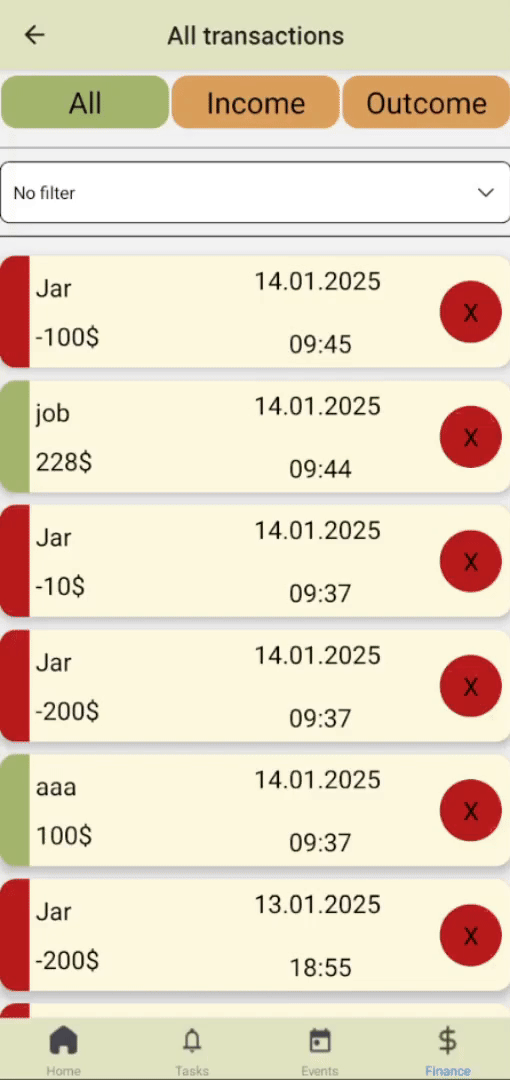 All transactions
All Income Outcome
No filter
Jar 14.01.2025
-100$ 09:45 X
job 14.01.2025
228$ 09:44 X
Jar 14.01.2025
-10$ 09:37 X
Jar 14.01.2025
-200$ 09:37 X
aaa 14.01.2025
100$ 09:37 X
Jar 13.01.2025
-200$ 18:55 X
Home Tasks Events Finance